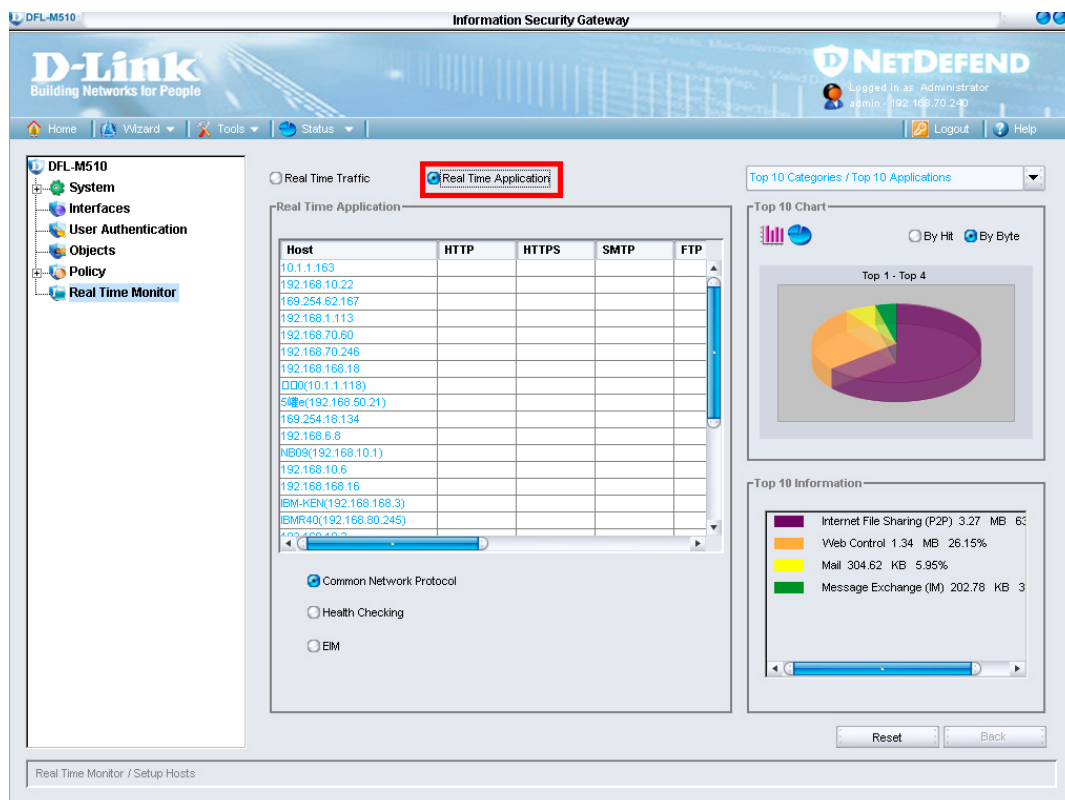 DFL-M510
Information Security Gateway
D-Link
Building Networks for People
NETDEFEND
Logged in as Administrator
admin - 192.168.70.240
Home Wizard Tools Status Logout Help
DFL-M510
System
Interfaces
User Authentication
Objects
Policy
Real Time Monitor
Real Time Traffic Real Time Application
Top 10 Categories / Top 10 Applications
Real Time Application
Host HTTP HTTPS SMTP FTP
10.1.1.163
192.168.10.22
169.254.62.167
192.168.1.113
192.168.70.60
192.168.70.246
192.168.168.18
□□0(10.1.1.118)
e(192.168.50.21)
169.254.18.134
192.168.6.8
NB09(192.168.10.1)
192.168.10.6
192.168.168.16
IBM-KEN(192.168.168.3)
IBMR40(192.168.80.245)
Common Network Protocol
Health Checking
EIM
Top 10 Chart
By Hit By Byte
Top 1 - Top 4
Top 10 Information
Internet File Sharing (P2P) 3.27 MB 63
Web Control 1.34 MB 26.15%
Mail 304.62 KB 5.95%
Message Exchange (IM) 202.78 KB 3
Reset Back
Real Time Monitor / Setup Hosts